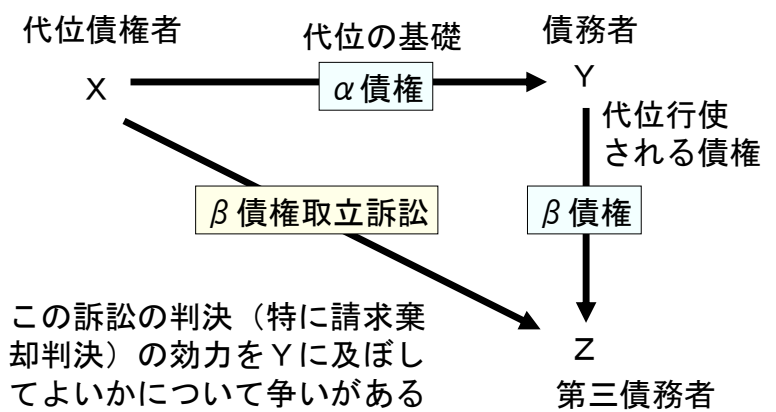 代位債権者
代位の基礎
債務者
X
α債権
Y
代位行使
される債権
β債権取立訴訟
β債権
この訴訟の判決（特に請求棄
却判決）の効力をYに及ぼし
てよいかについて争いがある
Z
第三債務者